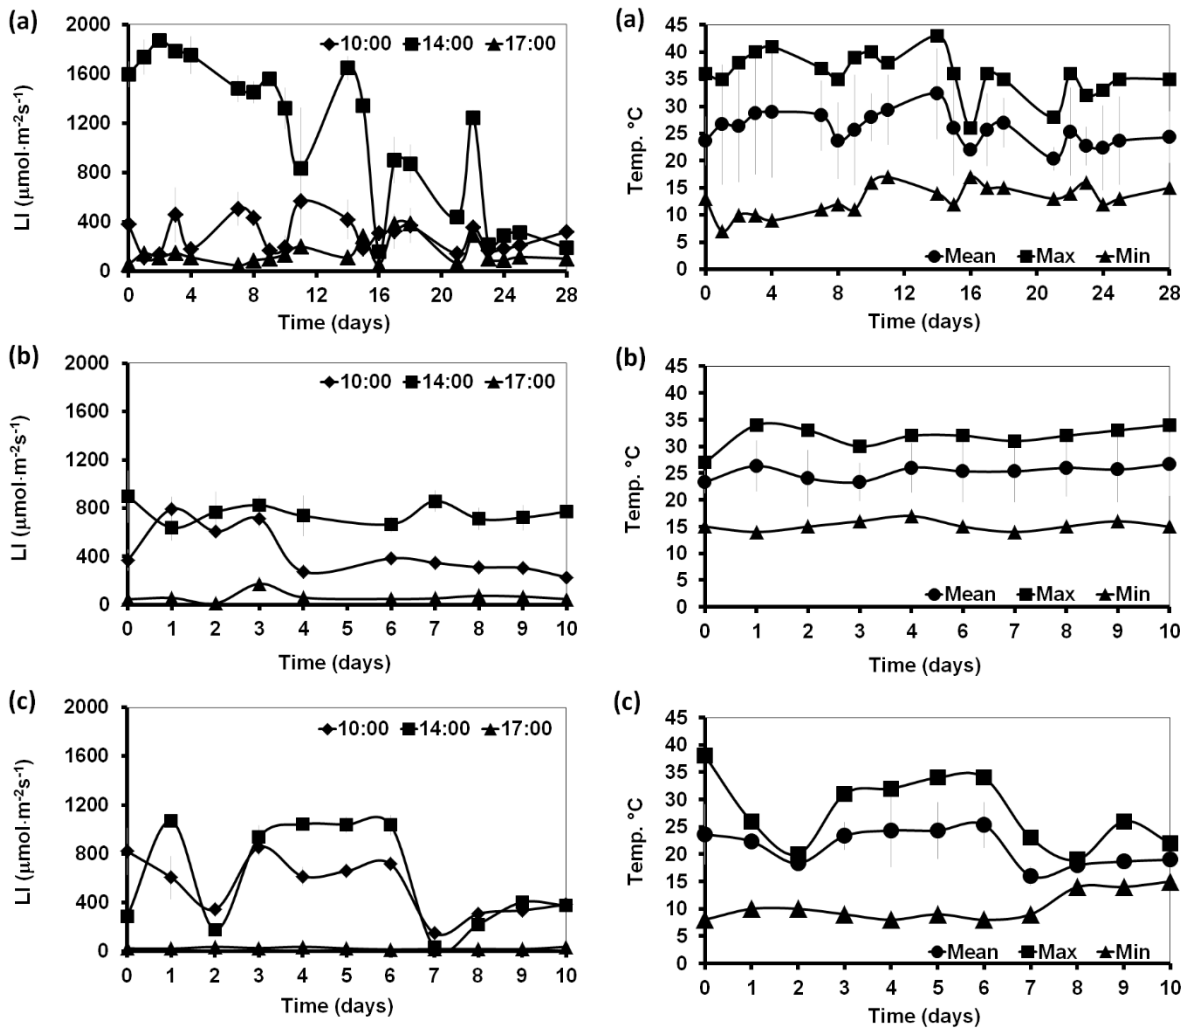 (a)
2000
1600
1200
800
400
0
LI (μmol·m-2s-1)
10:00 14:00 17:00
0 4 8 12 16 20 24 28
Time (days)
(a)
45
40
35
30
25
20
15
10
5
0
Temp. °C
Mean Max Min
0 4 8 12 16 20 24 28
Time (days)
(b)
2000
1600
1200
800
400
0
LI (μmol·m-2s-1)
10:00 14:00 17:00
0 1 2 3 4 5 6 7 8 9 10
Time (days)
(b)
45
40
35
30
25
20
15
10
5
0
Temp. °C
Mean Max Min
0 1 2 3 4 5 6 7 8 9 10
Time (days)
(c)
2000
1600
1200
800
400
0
LI (μmol·m-2s-1)
10:00 14:00 17:00
0 1 2 3 4 5 6 7 8 9 10
Time (days)
(c)
45
40
35
30
25
20
15
10
5
0
Temp. °C
Mean Max Min
0 1 2 3 4 5 6 7 8 9 10
Time (days)